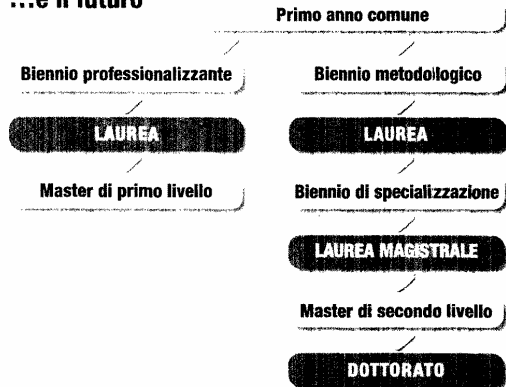 ...e il futuro
Primo anno comune
Biennio professionalizzante
Biennio metodologico
LAUREA
LAUREA
Master di primo livello
Biennio di specializzazione
LAUREA MAGISTRALE
Master di secondo livello
DOTTORATO